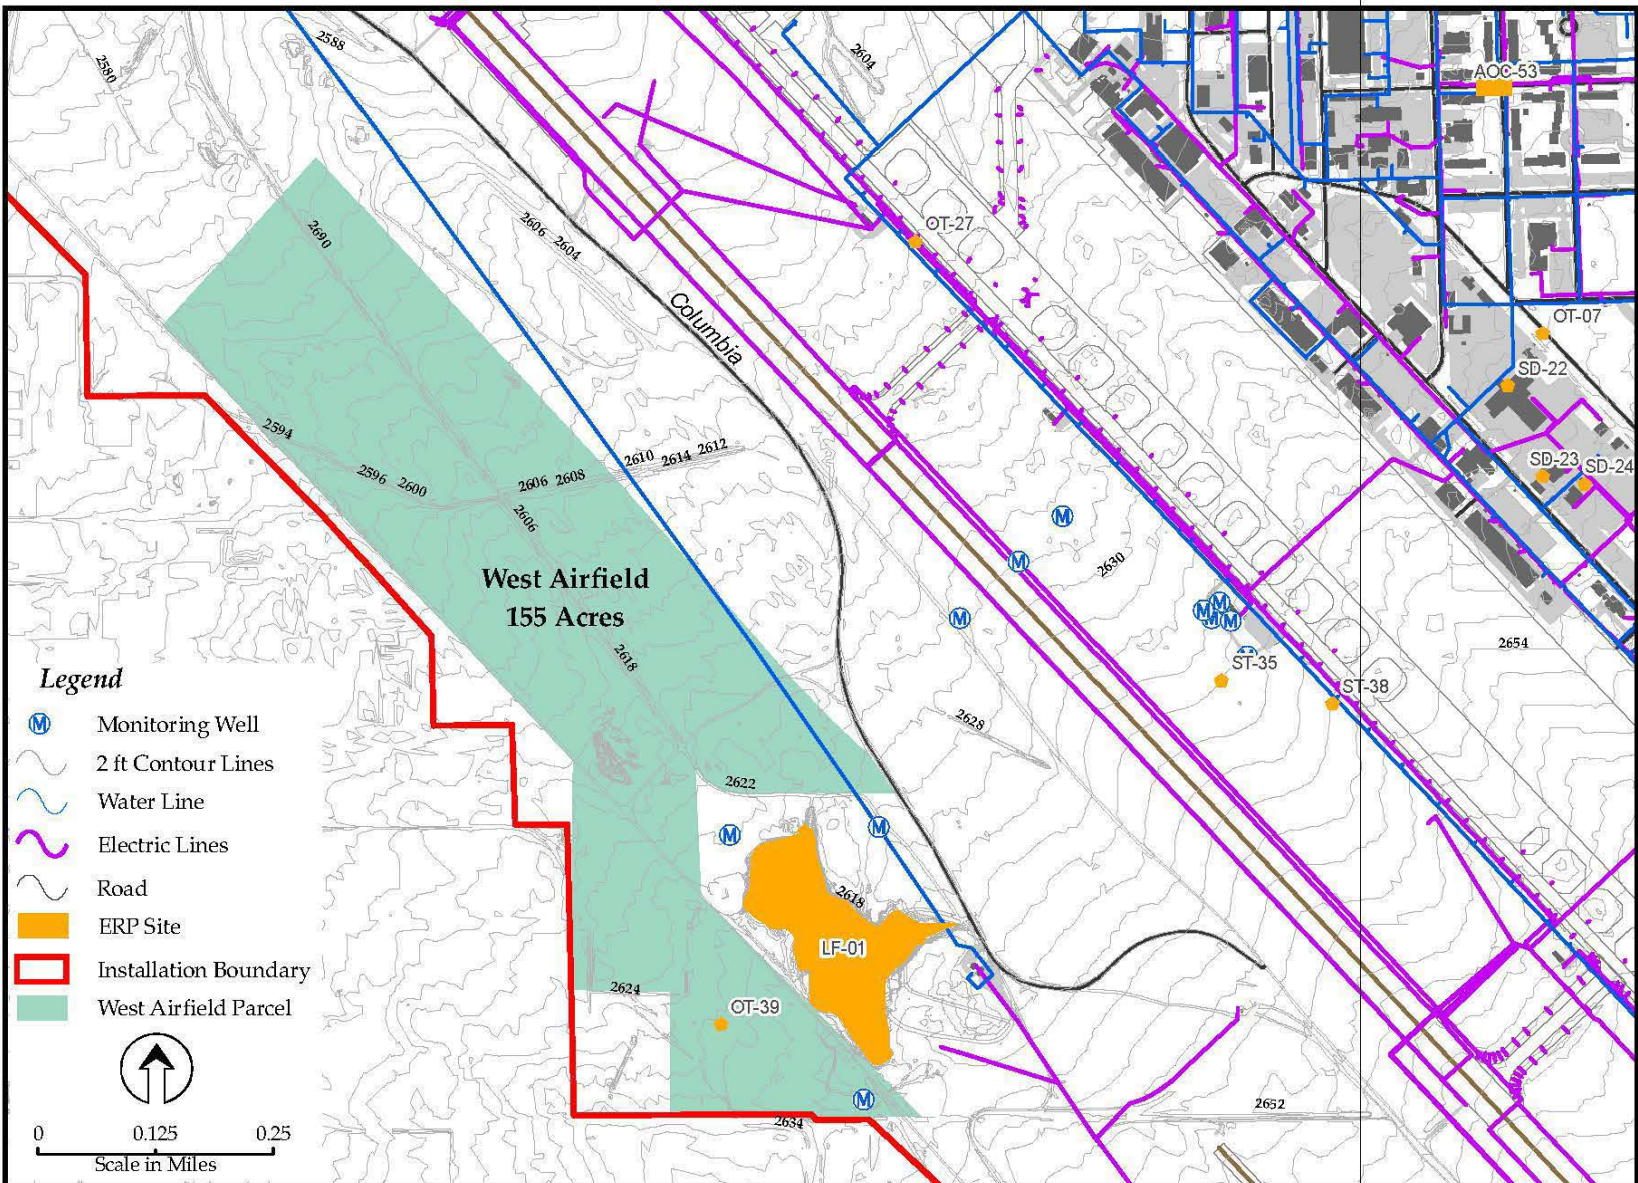 2588
2580
2604
AOC-53
2690
2606
2604
OT-27
Columbia
OT-07
SD-22
2594
2596
2600
2606
2608
2610
2614
2612
2606
SD-23
SD-24
M
M
2630
West Airfield
155 Acres
M
M
M
M
M
M
M
2618
ST-35
2654
ST-38
2628
2622
M
M
2618
LF-01
2624
OT-39
M
2634
2652
Legend
M Monitoring Well
2 ft Contour Lines
Water Line
Electric Lines
Road
ERP Site
Installation Boundary
West Airfield Parcel
0 0.125 0.25
Scale in Miles